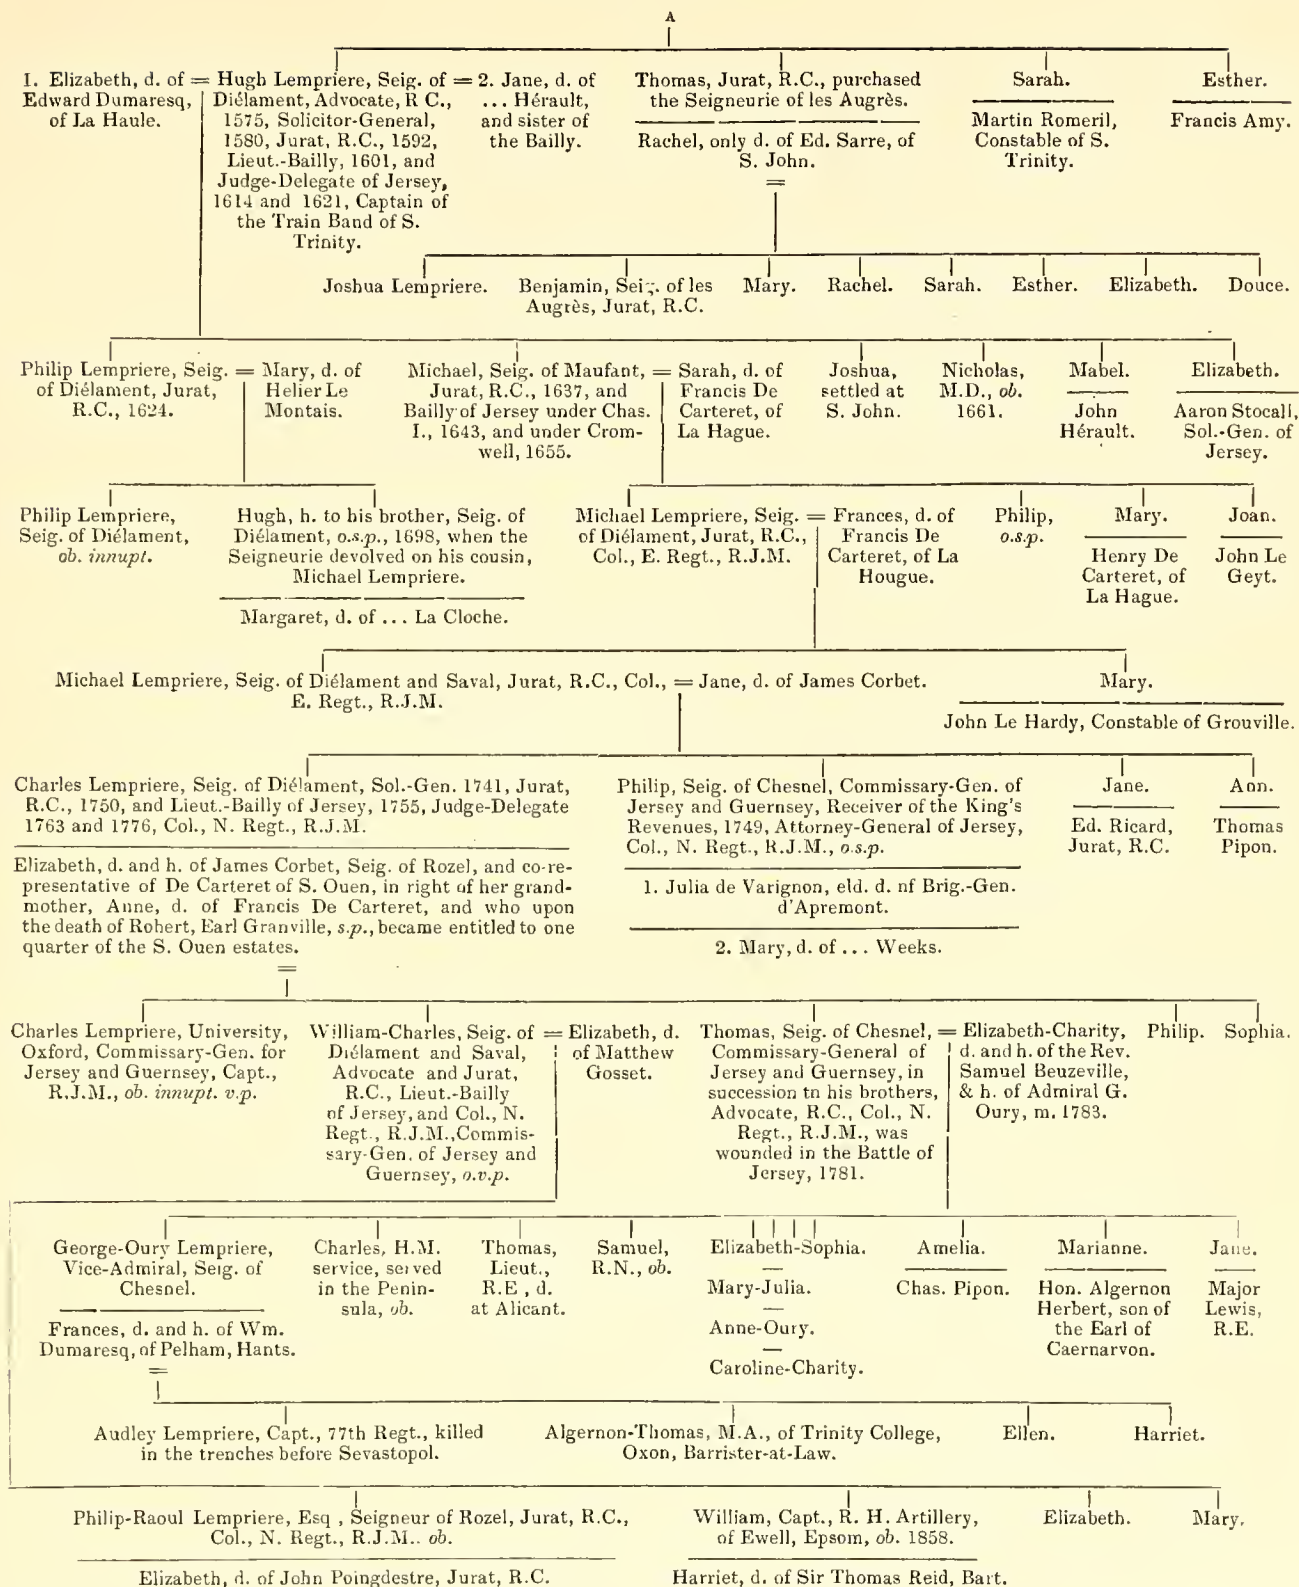 A
1. Elizabeth, d. of = Hugh Lempriere, Seig. of = 2. Jane, d. of
Edward Dumaresq,
of La Haule.
Diélament, Advocate, R C.,
1575, Solicitor-General,
1580, Jurat, R.C., 1592,
Lieut.-Bailly, 1601, and
Judge-Delegate of Jersey,
1614 and 1621, Captain of
the Train Band of S.
Trinity.
... Hérault,
and sister of
the Bailly.
Thomas, Jurat, R.C., purchased
the Seigneurie of les Augrès.
Rachel, only d. of Ed. Sarre, of
S. John.
=
Sarah.
Martin Romeril,
Constable of S.
Trinity.
Esther.
Francis Amy.
Joshua Lempriere.
Benjamin, Seig. of les
Augrès, Jurat, R.C.
Mary.
Rachel.
Sarah.
Esther.
Elizabeth.
Douce.
Philip Lempriere, Seig. =
of Diélament, Jurat,
R.C., 1624.
Mary, d. of
Helier Le
Montais.
Michael, Seig. of Maufant, =
Jurat, R.C., 1637, and
Bailly of Jersey under Chas.
I., 1643, and under Crom-
well, 1655.
Sarah, d. of
Francis De
Carteret, of
La Hague.
Joshua,
settled at
S. John.
Nicholas,
M.D., ob.
1661.
Mabel.
John
Hérault.
Elizabeth.
Aaron Stocall,
Sol.-Gen. of
Jersey.
Philip Lempriere,
Seig. of Diélament,
ob. innupt.
Hugh, h. to his brother, Seig. of
Diélament, o.s.p., 1698, when the
Seigneurie devolved on his cousin,
Michael Lempriere.
Margaret, d. of ... La Cloche.
Michael Lempriere, Seig. =
of Diélament, Jurat, R.C.,
Col., E. Regt., R.J.M.
Frances, d. of
Francis De
Carteret, of La
Hougue.
Philip,
o.s.p.
Mary.
Henry De
Carteret, of
La Hague.
Joan.
John Le
Geyt.
Michael Lempriere, Seig. of Diélament and Saval, Jurat, R.C., Col., = Jane, d. of James Corbet.
E. Regt., R.J.M.
Mary.
John Le Hardy, Constable of Grouville.
Charles Lempriere, Seig. of Diélament, Sol.-Gen. 1741, Jurat,
R.C., 1750, and Lieut.-Bailly of Jersey, 1755, Judge-Delegate
1763 and 1776, Col., N. Regt., R.J.M.
Elizabeth, d. and h. of James Corbet, Seig. of Rozel, and co-re-
presentative of De Carteret of S. Ouen, in right of her grand-
mother, Anne, d. of Francis De Carteret, and who upon
the death of Robert, Earl Granville, s.p., became entitled to one
quarter of the S. Ouen estates.
=
Philip, Seig. of Chesnel, Commissary-Gen. of
Jersey and Guernsey, Receiver of the King's
Revenues, 1749, Attorney-General of Jersey,
Col., N. Regt., R.J.M., o.s.p.
1. Julia de Varignon, eld. d. nf Brig.-Gen.
d'Apremont.
2. Mary, d. of ... Weeks.
Jane.
Ed. Ricard,
Jurat, R.C.
Ann.
Thomas
Pipon.
Charles Lempriere, University,
Oxford, Commissary-Gen. for
Jersey and Guernsey, Capt.,
R.J.M., ob. innupt. v.p.
William-Charles, Seig. of =
Diélament and Saval,
Advocate and Jurat,
R.C., Lieut.-Bailly
of Jersey, and Col., N.
Regt., R.J.M., Commis-
sary-Gen. of Jersey and
Guernsey, o.v.p.
Elizabeth, d.
of Matthew
Gosset.
Thomas, Seig. of Chesnel, =
Commissary-General of
Jersey and Guernsey, in
succession tn his brothers,
Advocate, R.C., Col., N.
Regt., R.J.M., was
wounded in the Battle of
Jersey, 1781.
Elizabeth-Charity,
d. and h. of the Rev.
Samuel Beuzeville,
& h. of Admiral G.
Oury, m. 1783.
Philip.
Sophia.
George-Oury Lempriere,
Vice-Admiral, Seig. of
Chesnel.
Frances, d. and h. of Wm.
Dumaresq, of Pelham, Hants.
=
Charles, H.M.
service, served
in the Penin-
sula, ob.
Thomas,
Lieut.,
R.E , d.
at Alicant.
Samuel,
R.N., ob.
Elizabeth-Sophia.
—
Mary-Julia.
—
Anne-Oury.
—
Caroline-Charity.
Amelia.
Chas. Pipon.
Marianne.
Hon. Algernon
Herbert, son of
the Earl of
Caernarvon.
Jane.
Major
Lewis,
R.E.
Audley Lempriere, Capt., 77th Regt., killed
in the trenches before Sevastopol.
Algernon-Thomas, M.A., of Trinity College,
Oxon, Barrister-at-Law.
Ellen.
Harriet.
Philip-Raoul Lempriere, Esq , Seigneur of Rozel, Jurat, R.C.,
Col., N. Regt., R.J.M.. ob.
Elizabeth, d. of John Poingdestre, Jurat, R.C.
William, Capt., R. H. Artillery,
of Ewell, Epsom, ob. 1858.
Harriet, d. of Sir Thomas Reid, Bart.
Elizabeth.
Mary.